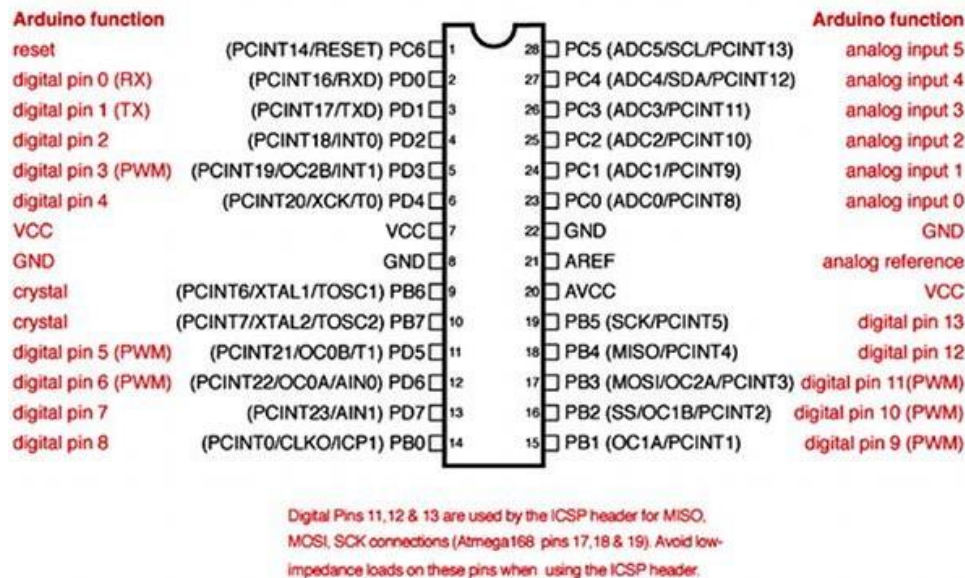 Arduino function
reset (PCINT14/RESET) PC6 1
digital pin 0 (RX) (PCINT16/RXD) PD0 2
digital pin 1 (TX) (PCINT17/TXD) PD1 3
digital pin 2 (PCINT18/INT0) PD2 4
digital pin 3 (PWM) (PCINT19/OC2B/INT1) PD3 5
digital pin 4 (PCINT20/XCK/T0) PD4 6
VCC VCC 7
GND GND 8
crystal (PCINT6/XTAL1/TOSC1) PB6 9
crystal (PCINT7/XTAL2/TOSC2) PB7 10
digital pin 5 (PWM) (PCINT21/OC0B/T1) PD5 11
digital pin 6 (PWM) (PCINT22/OC0A/AIN0) PD6 12
digital pin 7 (PCINT23/AIN1) PD7 13
digital pin 8 (PCINT0/CLKO/ICP1) PB0 14
Arduino function
28 PC5 (ADC5/SCL/PCINT13) analog input 5
27 PC4 (ADC4/SDA/PCINT12) analog input 4
26 PC3 (ADC3/PCINT11) analog input 3
25 PC2 (ADC2/PCINT10) analog input 2
24 PC1 (ADC1/PCINT9) analog input 1
23 PC0 (ADC0/PCINT8) analog input 0
22 GND GND
21 AREF analog reference
20 AVCC VCC
19 PB5 (SCK/PCINT5) digital pin 13
18 PB4 (MISO/PCINT4) digital pin 12
17 PB3 (MOSI/OC2A/PCINT3) digital pin 11(PWM)
16 PB2 (SS/OC1B/PCINT2) digital pin 10 (PWM)
15 PB1 (OC1A/PCINT1) digital pin 9 (PWM)
Digital Pins 11,12 & 13 are used by the ICSP header for MISO,
MOSI, SCK connections (Atmega168 pins 17,18 & 19). Avoid low-
impedance loads on these pins when using the ICSP header.